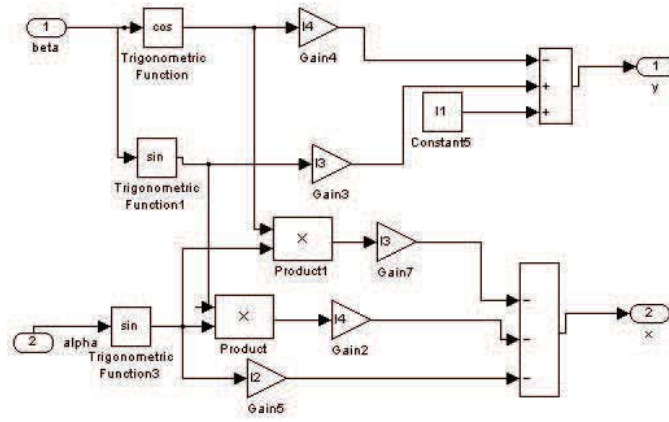 1
beta
cos
Trigonometric
Function
l4
Gain4
−
+
+
1
y
l1
Constant5
sin
Trigonometric
Function1
l3
Gain3
×
Product1
l3
Gain7
2
alpha
sin
Trigonometric
Function3
×
Product
l4
Gain2
l2
Gain5
−
−
−
2
x